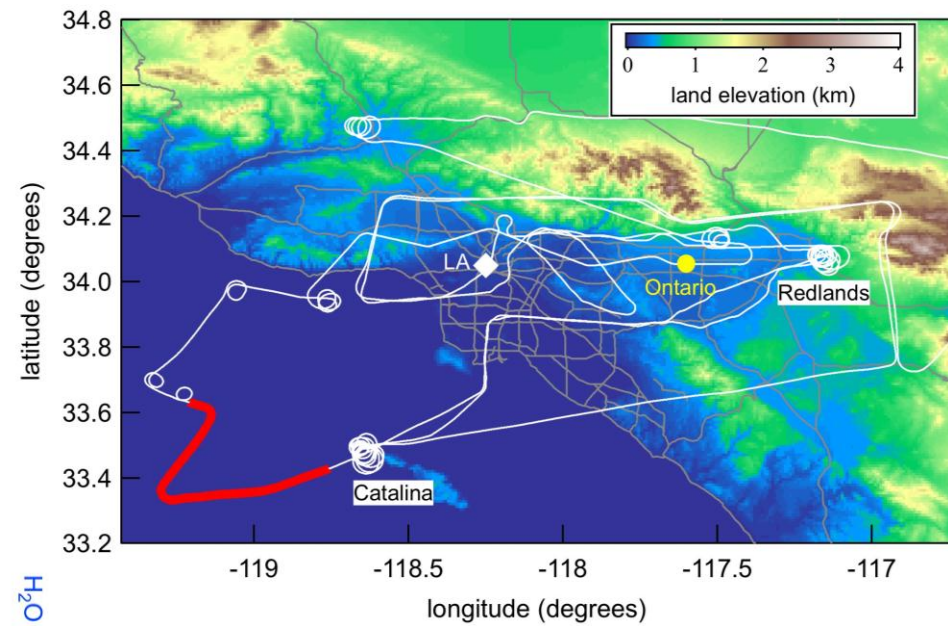 34.8
34.6
34.4
34.2
34.0
33.8
33.6
33.4
33.2
latitude (degrees)
0 1 2 3 4
land elevation (km)
LA
Ontario
Redlands
Catalina
-119 -118.5 -118 -117.5 -117
longitude (degrees)
H₂O